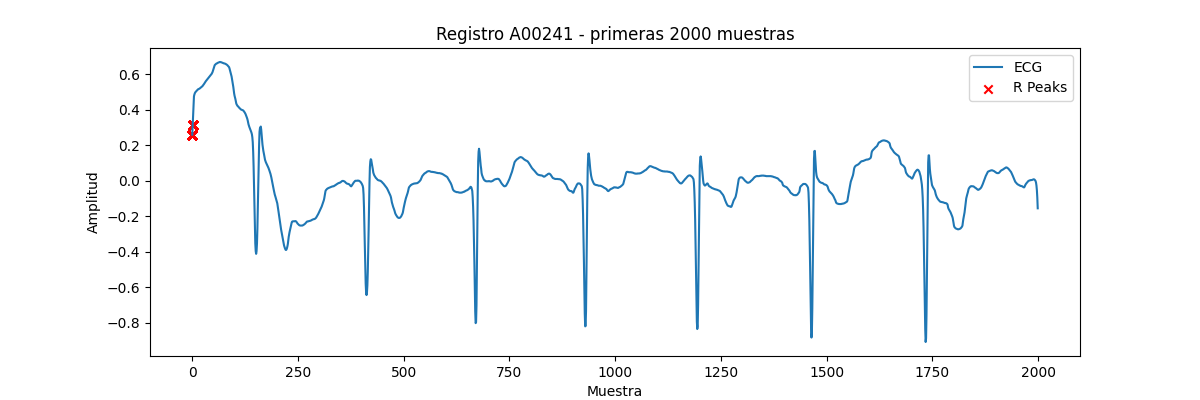 Registro A00241 - primeras 2000 muestras
ECG
R Peaks
Amplitud
0.6
0.4
0.2
0.0
−0.2
−0.4
−0.6
−0.8
0 250 500 750 1000 1250 1500 1750 2000
Muestra